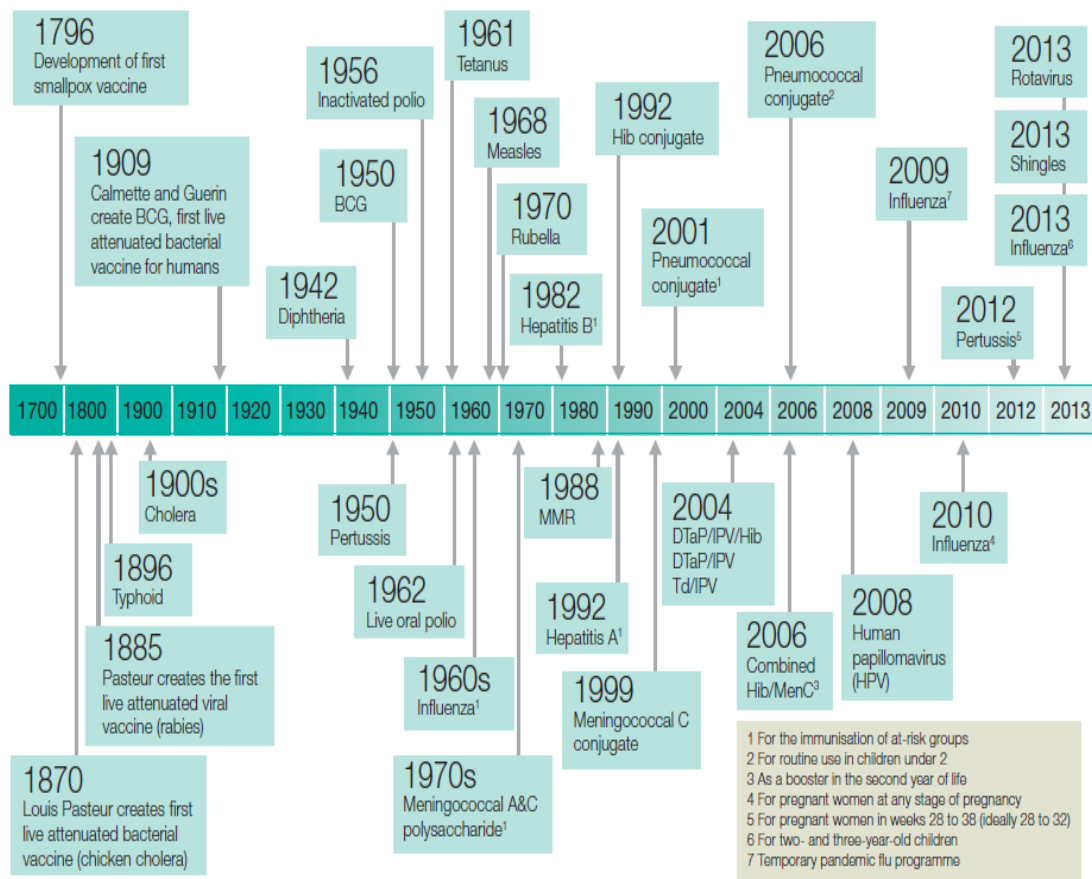 1796
Development of first
smallpox vaccine
1909
Calmette and Guerin
create BCG, first live
attenuated bacterial
vaccine for humans
1942
Diphtheria
1956
Inactivated polio
1950
BCG
1961
Tetanus
1968
Measles
1970
Rubella
1982
Hepatitis B¹
1992
Hib conjugate
2001
Pneumococcal
conjugate¹
2006
Pneumococcal
conjugate²
2009
Influenza⁷
2012
Pertussis⁵
2013
Rotavirus
2013
Shingles
2013
Influenza⁶
1700 1800 1900 1910 1920 1930 1940 1950 1960 1970 1980 1990 2000 2004 2006 2008 2009 2010 2012 2013
1870
Louis Pasteur creates first
live attenuated bacterial
vaccine (chicken cholera)
1885
Pasteur creates the first
live attenuated viral
vaccine (rabies)
1896
Typhoid
1900s
Cholera
1950
Pertussis
1962
Live oral polio
1960s
Influenza¹
1970s
Meningococcal A&C
polysaccharide¹
1988
MMR
1992
Hepatitis A¹
1999
Meningococcal C
conjugate
2004
DTaP/IPV/Hib
DTaP/IPV
Td/IPV
2006
Combined
Hib/MenC³
2008
Human
papillomavirus
(HPV)
2010
Influenza⁴
1 For the immunisation of at-risk groups
2 For routine use in children under 2
3 As a booster in the second year of life
4 For pregnant women at any stage of pregnancy
5 For pregnant women in weeks 28 to 38 (ideally 28 to 32)
6 For two- and three-year-old children
7 Temporary pandemic flu programme